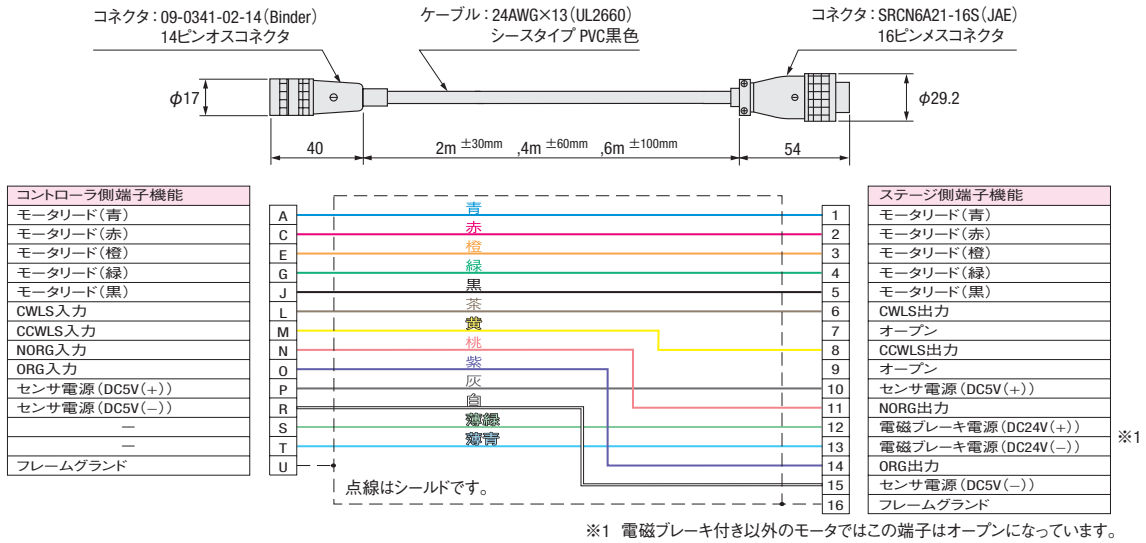 コネクタ：09-0341-02-14(Binder)
14ピンオスコネクタ
ケーブル：24AWG×13(UL2660)
シースタイプ PVC黒色
コネクタ：SRCN6A21-16S(JAE)
16ピンメスコネクタ
φ17
φ29.2
40
2m ±30mm ,4m ±60mm ,6m ±100mm
54
コントローラ側端子機能
モータリード(青)
モータリード(赤)
モータリード(橙)
モータリード(緑)
モータリード(黒)
CWLS入力
CCWLS入力
NORG入力
ORG入力
センサ電源(DC5V(+))
センサ電源(DC5V(−))
−
−
フレームグランド
A
C
E
G
J
L
M
N
O
P
R
S
T
U
青
赤
橙
緑
黒
茶
黄
桃
紫
灰
白
薄緑
薄青
点線はシールドです。
1
2
3
4
5
6
7
8
9
10
11
12
13
14
15
16
ステージ側端子機能
モータリード(青)
モータリード(赤)
モータリード(橙)
モータリード(緑)
モータリード(黒)
CWLS出力
オープン
CCWLS出力
オープン
センサ電源(DC5V(+))
NORG出力
電磁ブレーキ電源(DC24V(+))
電磁ブレーキ電源(DC24V(−))
ORG出力
センサ電源(DC5V(−))
フレームグランド
※1
※1 電磁ブレーキ付き以外のモータではこの端子はオープンになっています。